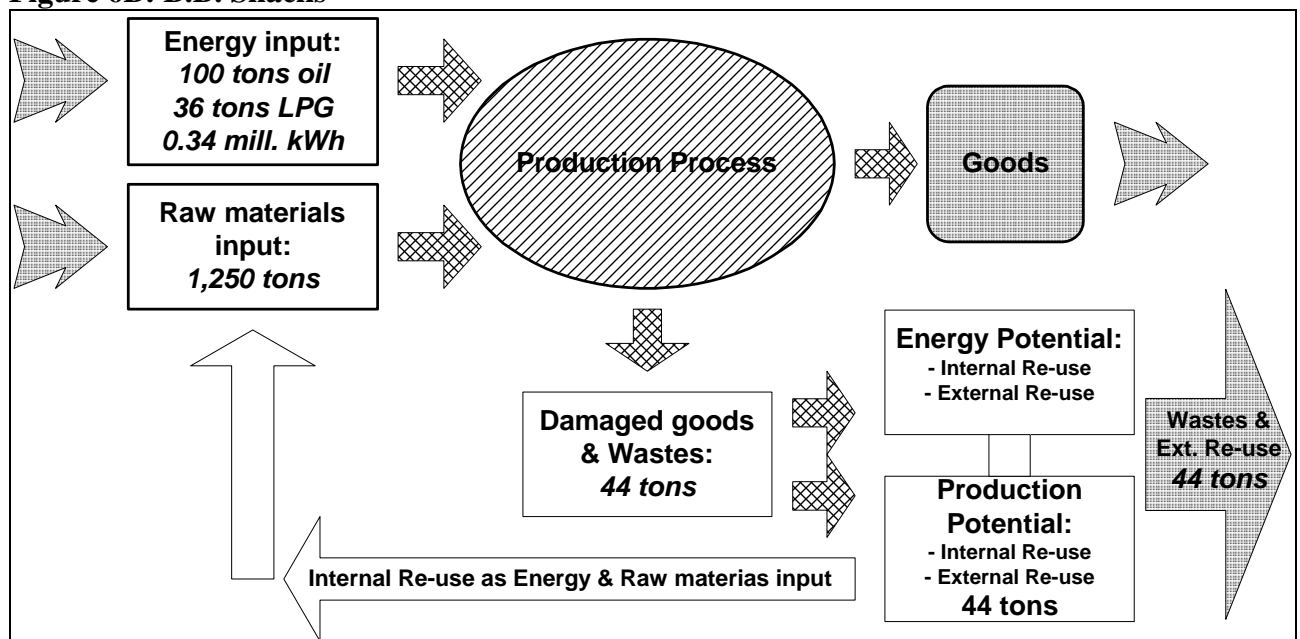 Energy input:
100 tons oil
36 tons LPG
0.34 mill. kWh
Production Process
Goods
Raw materials
input:
1,250 tons
Energy Potential:
- Internal Re-use
- External Re-use
Damaged goods
& Wastes:
44 tons
Wastes &
Ext. Re-use
44 tons
Production
Potential:
- Internal Re-use
- External Re-use
44 tons
Internal Re-use as Energy & Raw materias input